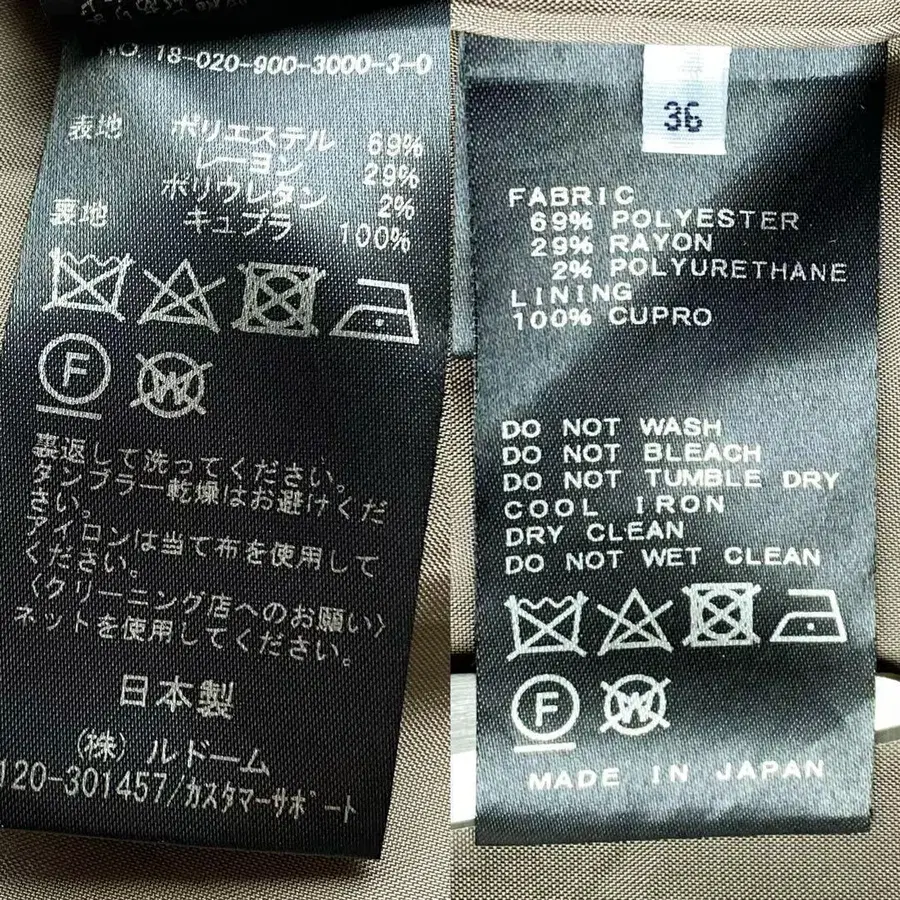 NO. 18-020-900-3000-3-0
表地 ポリエステル 69%
レーヨン 29%
ポリウレタン 2%
裏地 キュプラ 100%
F W
裏返して洗ってください。
タンブラー乾燥はお避けくだ
さい。
アイロンは当て布を使用して
ください。
〈クリーニング店へのお願い〉
ネットを使用してください。
日本製
(株) ルドーム
120-301457/カスタマーサポート
36
FABRIC
69% POLYESTER
29% RAYON
2% POLYURETHANE
LINING
100% CUPRO
DO NOT WASH
DO NOT BLEACH
DO NOT TUMBLE DRY
COOL IRON
DRY CLEAN
DO NOT WET CLEAN
F W
MADE IN JAPAN